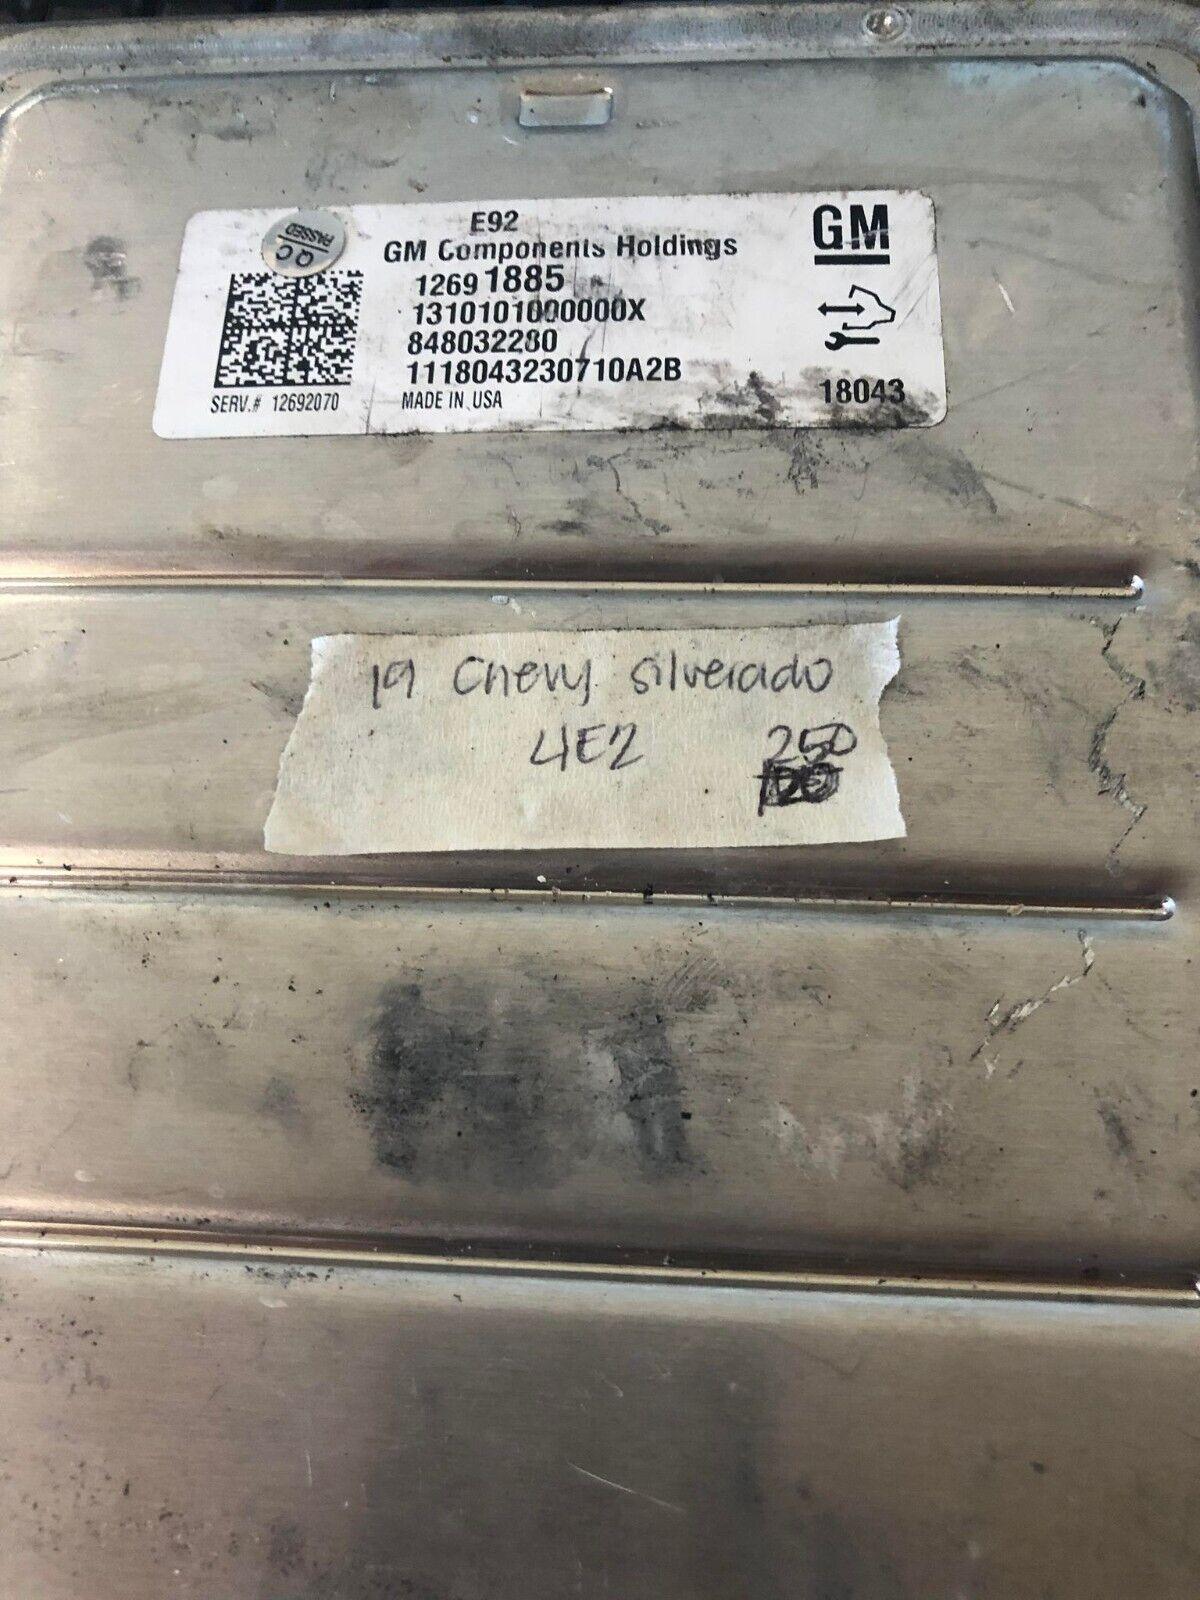 E92
GM Components Holdings
GM
QC
PASSED
12691885
1310101000000X
848032280
1118043230710A2B
SERV.# 12692070
MADE IN USA
18043
19 Chevy Silverado
4E2 250